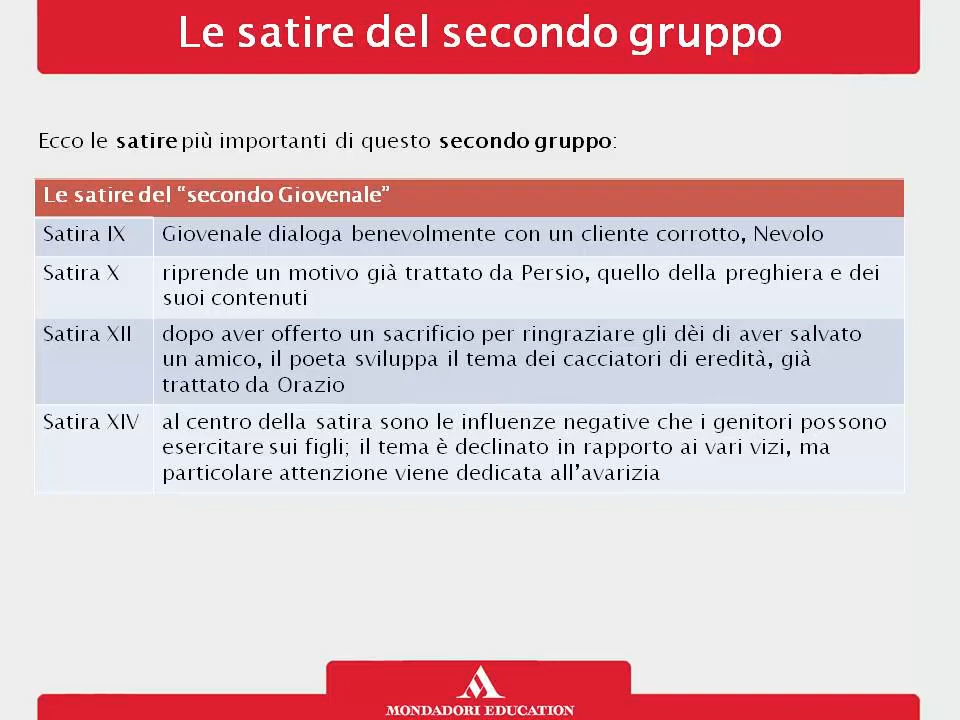 Le satire del secondo gruppo
Ecco le satire più importanti di questo secondo gruppo:
Le satire del “secondo Giovenale”
Satira IX
Giovenale dialoga benevolmente con un cliente corrotto, Nevolo
Satira X
riprende un motivo già trattato da Persio, quello della preghiera e dei
suoi contenuti
Satira XII
dopo aver offerto un sacrificio per ringraziare gli dèi di aver salvato
un amico, il poeta sviluppa il tema dei cacciatori di eredità, già
trattato da Orazio
Satira XIV
al centro della satira sono le influenze negative che i genitori possono
esercitare sui figli; il tema è declinato in rapporto ai vari vizi, ma
particolare attenzione viene dedicata all’avarizia
MONDADORI EDUCATION